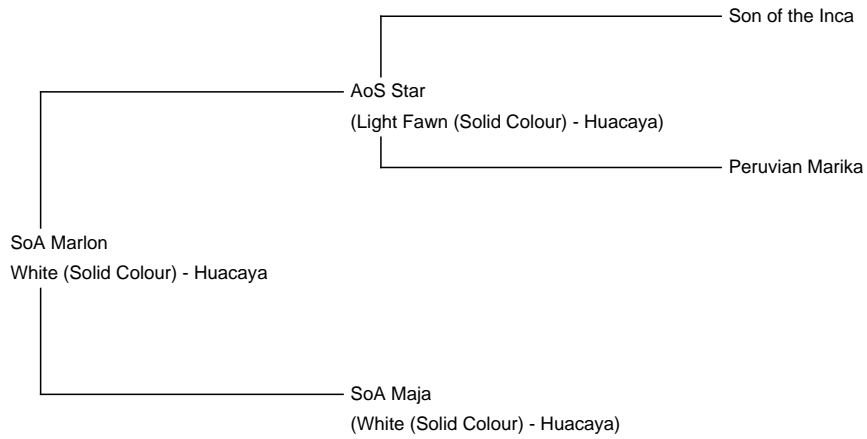 Son of the Inca
AoS Star
(Light Fawn (Solid Colour) - Huacaya)
Peruvian Marika
SoA Marlon
White (Solid Colour) - Huacaya
SoA Maja
(White (Solid Colour) - Huacaya)